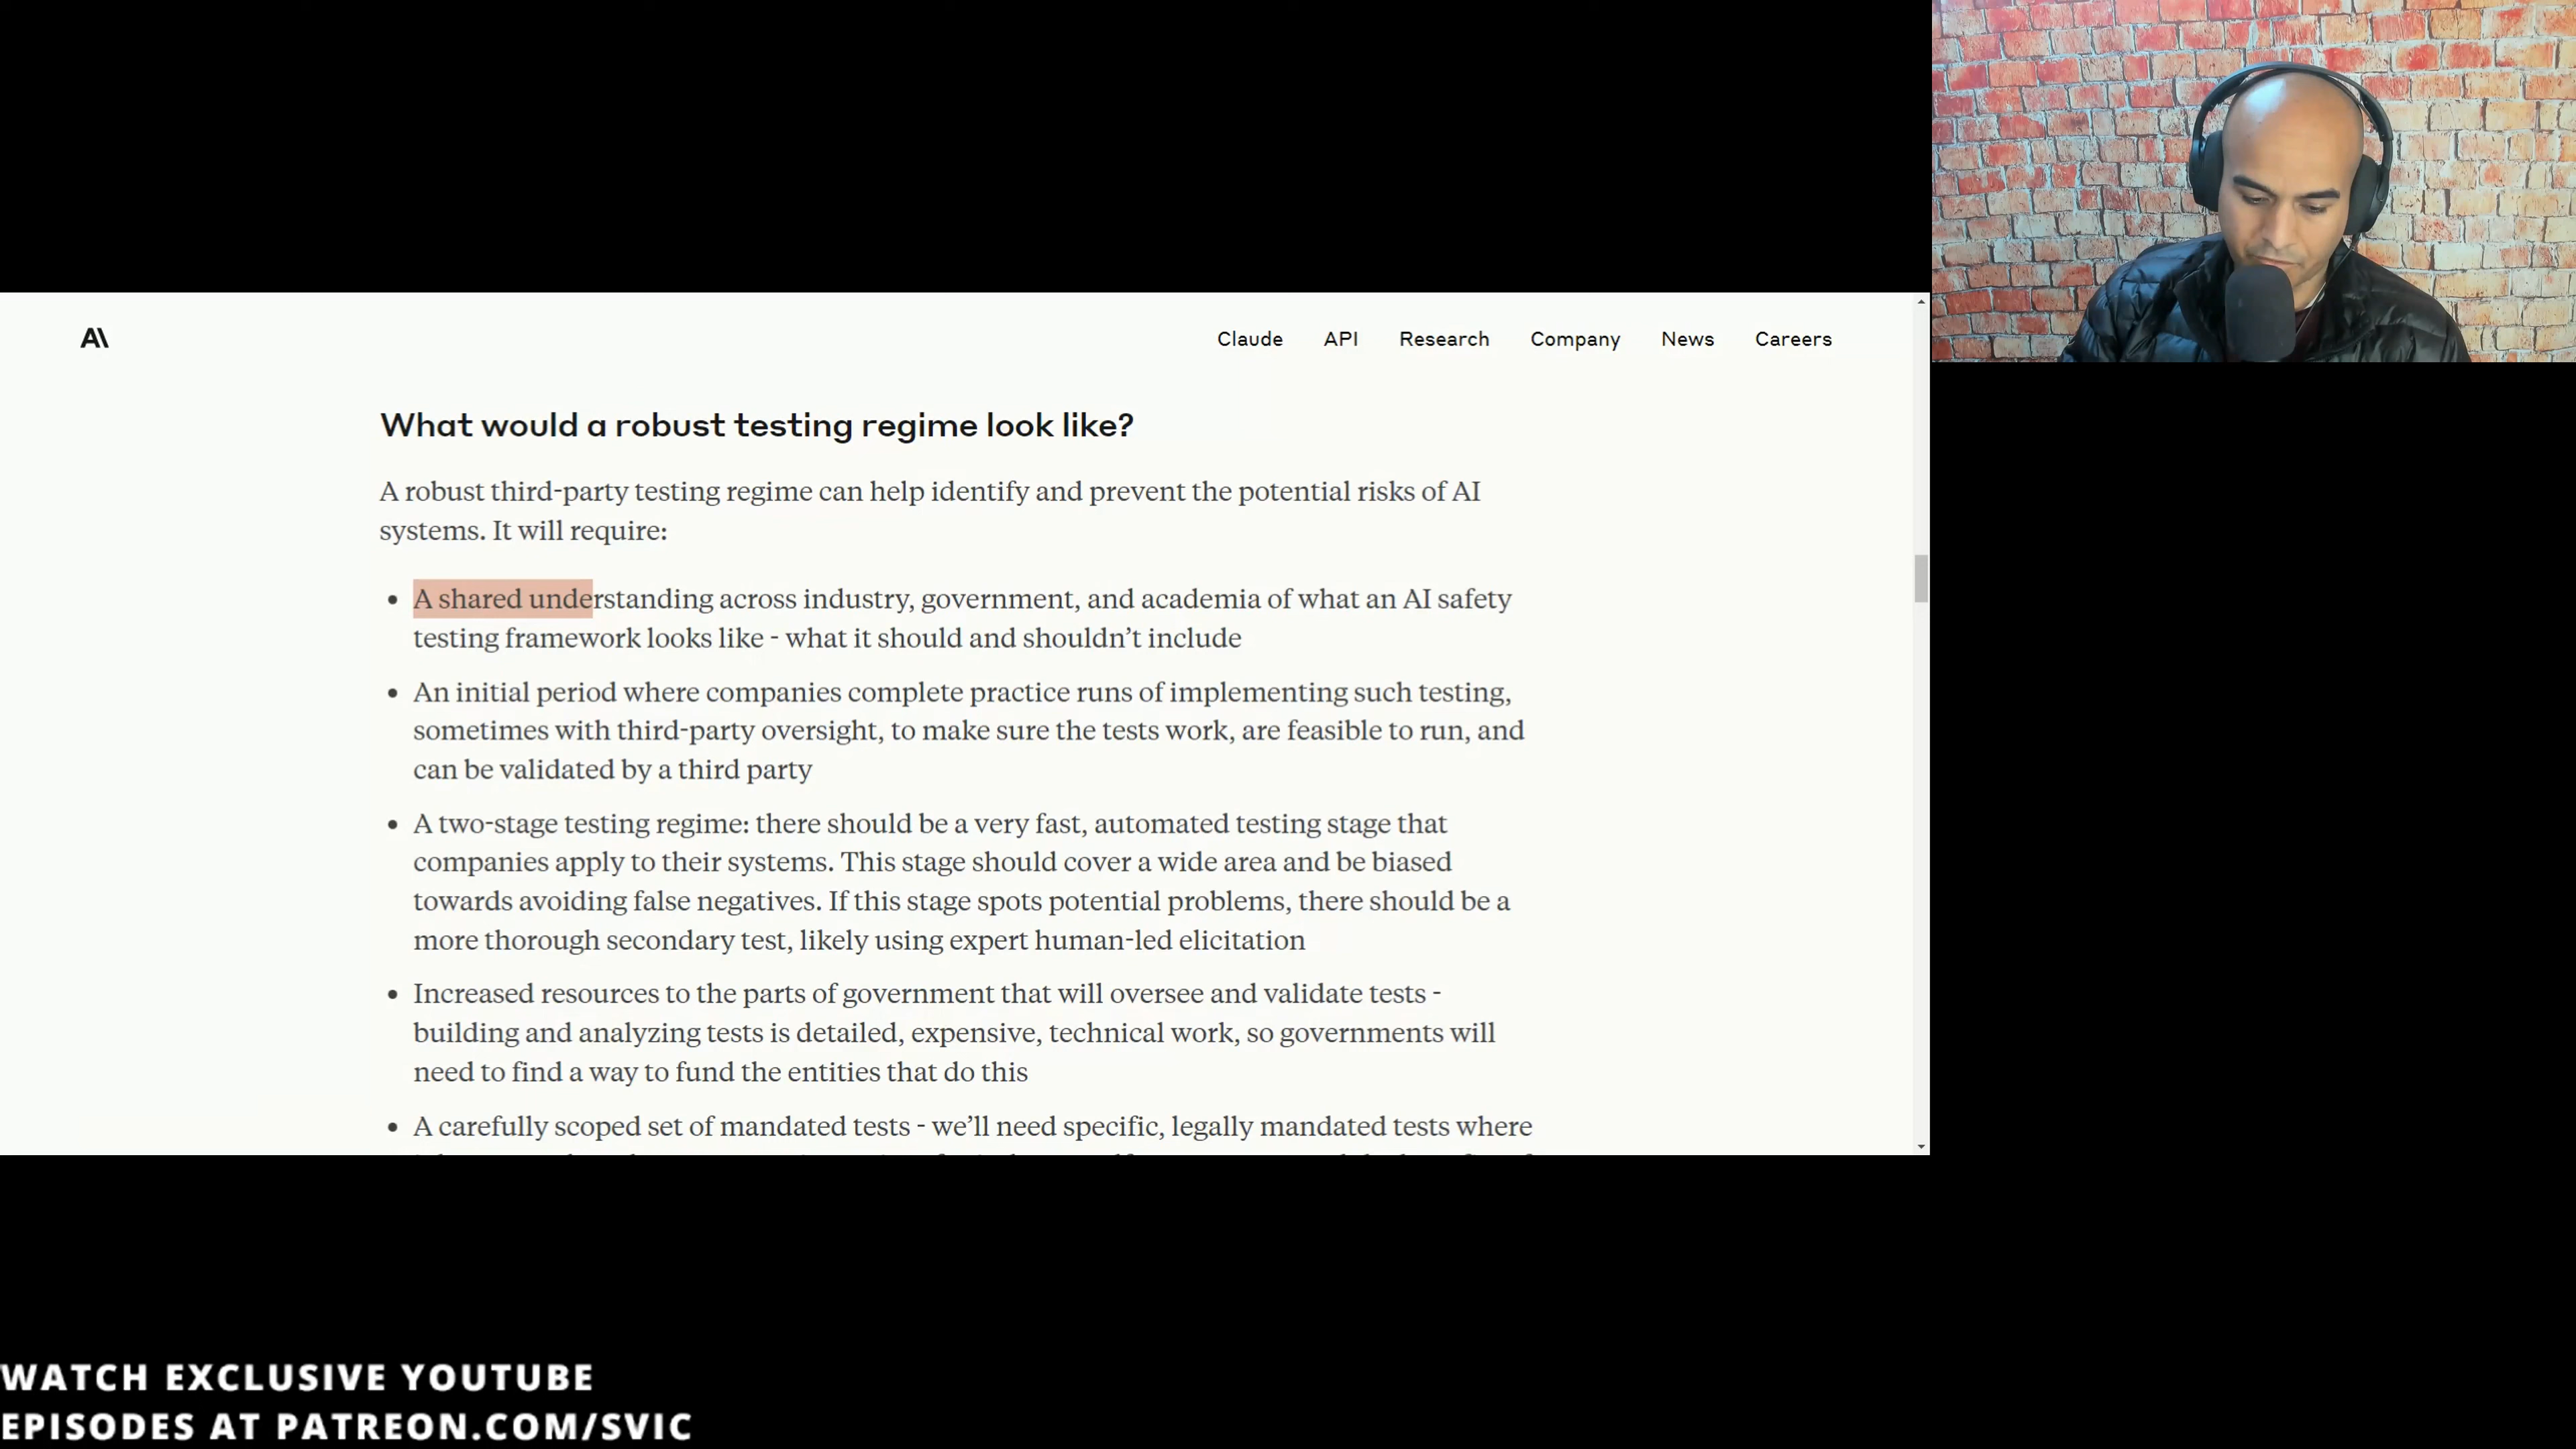 A\
Claude API Research Company News Careers
What would a robust testing regime look like?
A robust third-party testing regime can help identify and prevent the potential risks of AI
systems. It will require:
• A shared understanding across industry, government, and academia of what an AI safety
testing framework looks like - what it should and shouldn’t include
• An initial period where companies complete practice runs of implementing such testing,
sometimes with third-party oversight, to make sure the tests work, are feasible to run, and
can be validated by a third party
• A two-stage testing regime: there should be a very fast, automated testing stage that
companies apply to their systems. This stage should cover a wide area and be biased
towards avoiding false negatives. If this stage spots potential problems, there should be a
more thorough secondary test, likely using expert human-led elicitation
• Increased resources to the parts of government that will oversee and validate tests -
building and analyzing tests is detailed, expensive, technical work, so governments will
need to find a way to fund the entities that do this
• A carefully scoped set of mandated tests - we’ll need specific, legally mandated tests where
WATCH EXCLUSIVE YOUTUBE
EPISODES AT PATREON.COM/SVIC